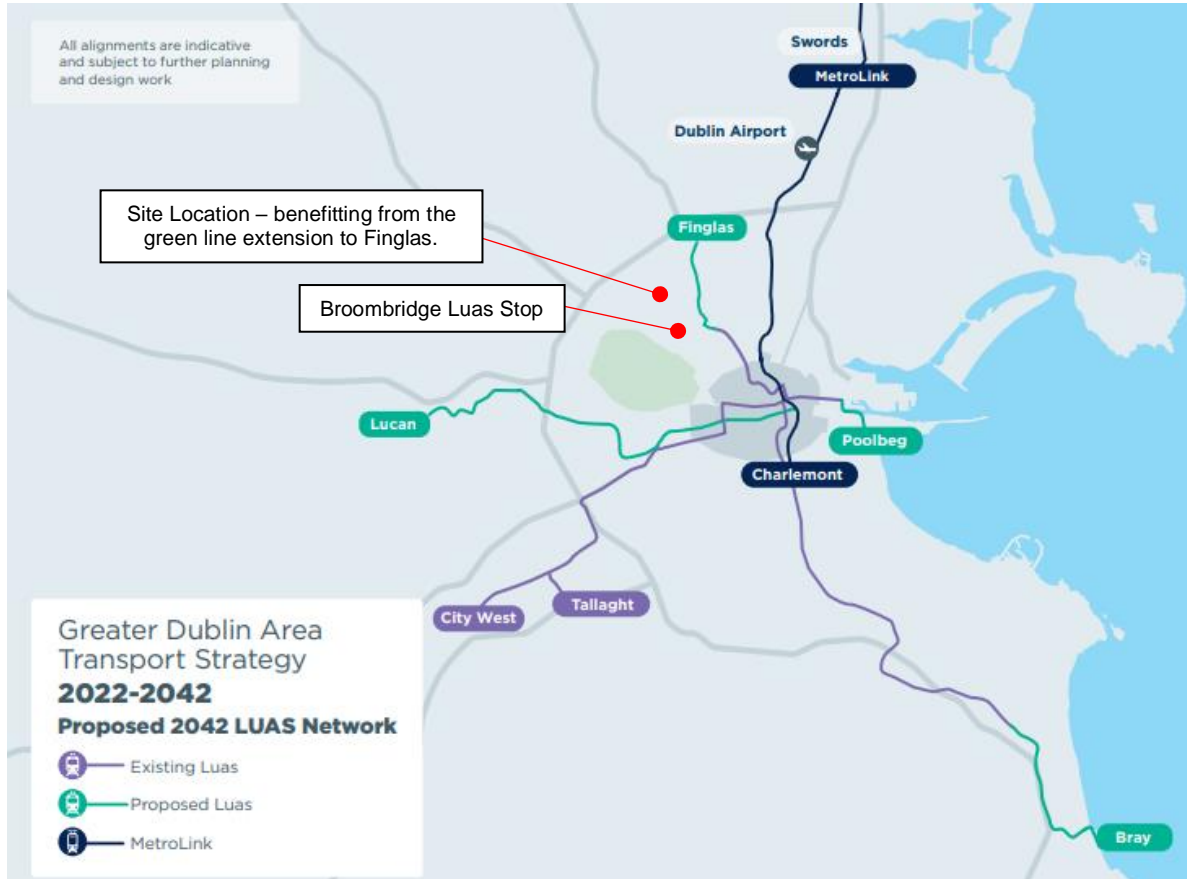 All alignments are indicative
and subject to further planning
and design work
Swords
MetroLink
Dublin Airport
Site Location – benefitting from the
green line extension to Finglas.
Finglas
Broombridge Luas Stop
Lucan
Poolbeg
Charlemont
City West
Tallaght
Greater Dublin Area
Transport Strategy
2022-2042
Proposed 2042 LUAS Network
Existing Luas
Proposed Luas
MetroLink
Bray